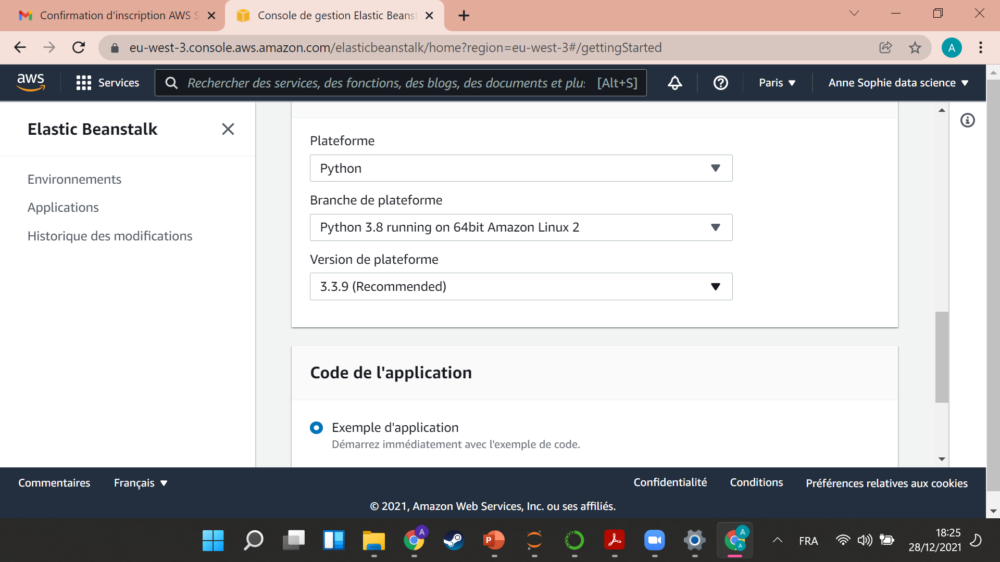 Confirmation d'inscription AWS S
Console de gestion Elastic Beanst
eu-west-3.console.aws.amazon.com/elasticbeanstalk/home?region=eu-west-3#/gettingStarted
A
aws
Services
Rechercher des services, des fonctions, des blogs, des documents et plus
[Alt+S]
Paris
Anne Sophie data science
Elastic Beanstalk
Environnements
Applications
Historique des modifications
Plateforme
Python
Branche de plateforme
Python 3.8 running on 64bit Amazon Linux 2
Version de plateforme
3.3.9 (Recommended)
Code de l'application
Exemple d'application
Démarrez immédiatement avec l'exemple de code.
Commentaires
Français
Confidentialité
Conditions
Préférences relatives aux cookies
© 2021, Amazon Web Services, Inc. ou ses affiliés.
A
P
A
A
FRA
18:25
28/12/2021